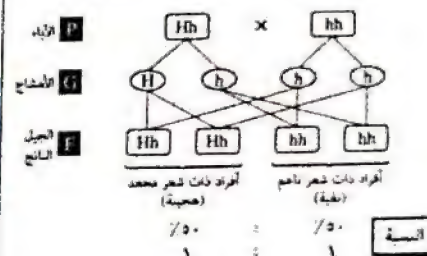 P الآباء Hh × hh
G الأمشاج H h h h
F الجيل الناتج Hh Hh hh hh
أفراد ذات شعر مجعد (هجينة) أفراد ذات شعر ناعم (نقية)
النسبة ٥٠٪ : ٥٠٪
١ : ١